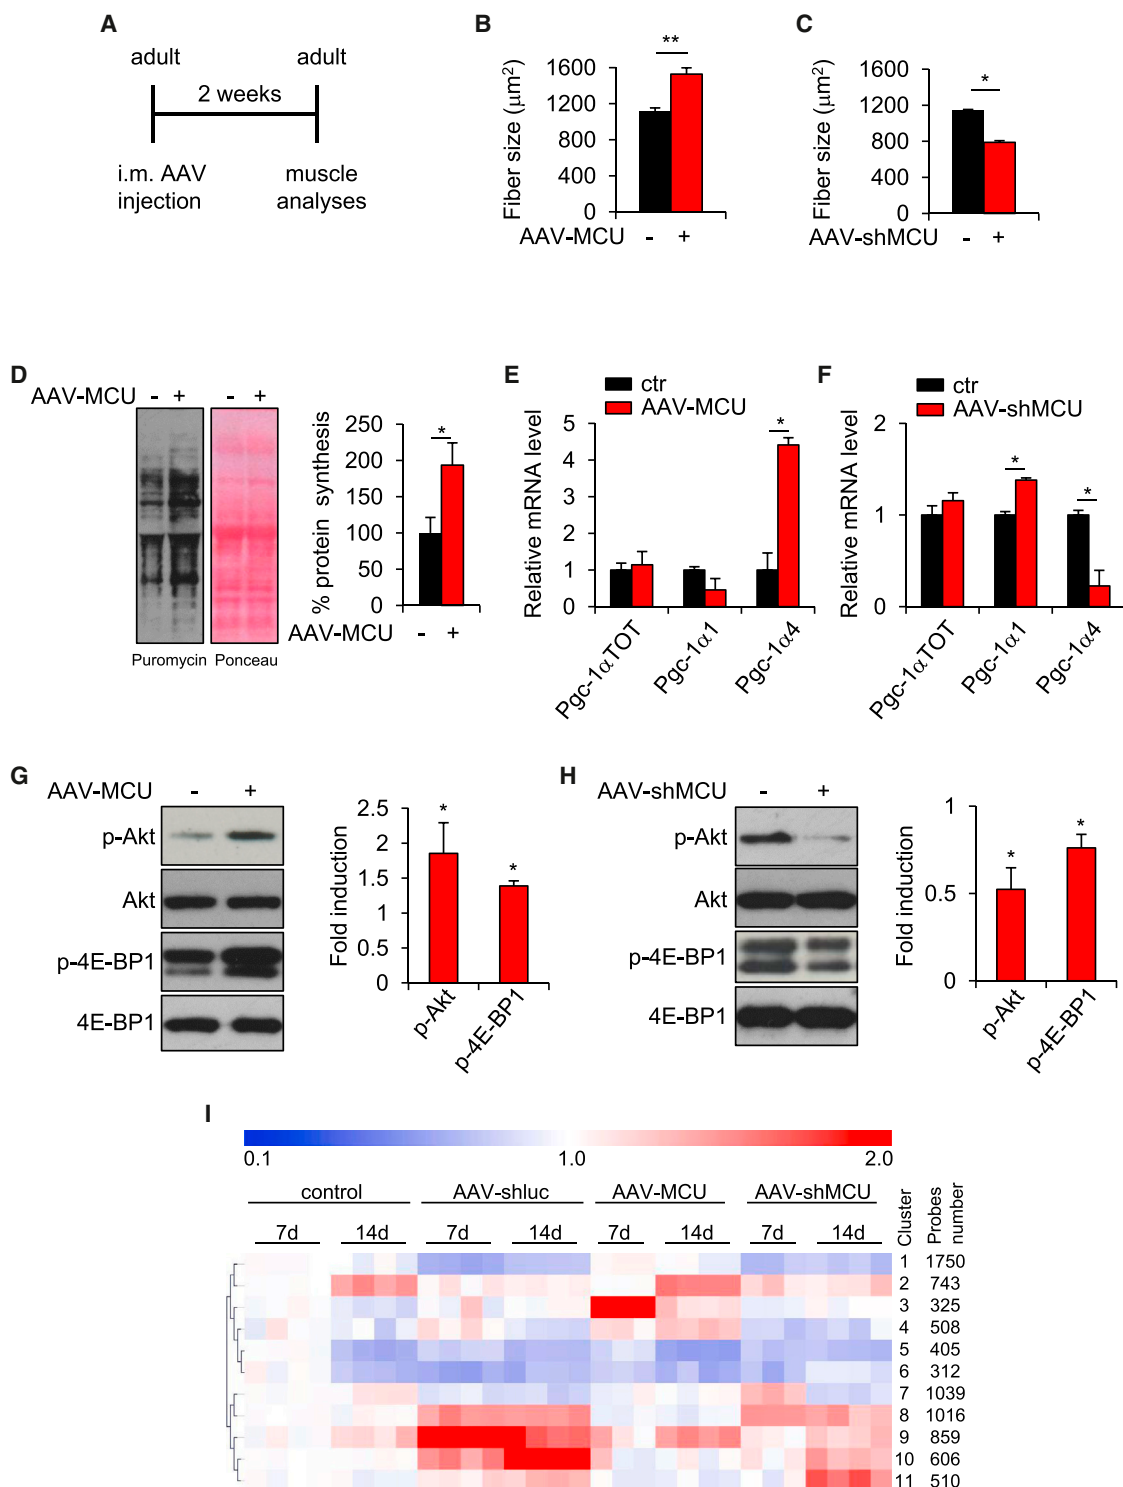 A
adult adult
2 weeks
i.m. AAV injection
muscle analyses
B
**
Fiber size (μm²)
1600
1200
800
400
0
AAV-MCU - +
C
*
Fiber size (μm²)
1600
1200
800
400
0
AAV-shMCU - +
D
AAV-MCU - + - +
Puromycin Ponceau
% protein synthesis
250
200
150
100
50
0
*
AAV-MCU - +
E
ctr
AAV-MCU
Relative mRNA level
5
4
3
2
1
0
*
Pgc-1αTOT Pgc-1α1 Pgc-1α4
F
ctr
AAV-shMCU
Relative mRNA level
2
1
0
* *
Pgc-1αTOT Pgc-1α1 Pgc-1α4
G
AAV-MCU - +
p-Akt
Akt
p-4E-BP1
4E-BP1
Fold induction
2.5
2
1.5
1
0.5
0
* *
p-Akt p-4E-BP1
H
AAV-shMCU - +
p-Akt
Akt
p-4E-BP1
4E-BP1
Fold induction
1
0.5
0
* *
p-Akt p-4E-BP1
I
0.1 1.0 2.0
control AAV-shluc AAV-MCU AAV-shMCU
7d 14d 7d 14d 7d 14d 7d 14d
Cluster Probes number
1 1750
2 743
3 325
4 508
5 405
6 312
7 1039
8 1016
9 859
10 606
11 510